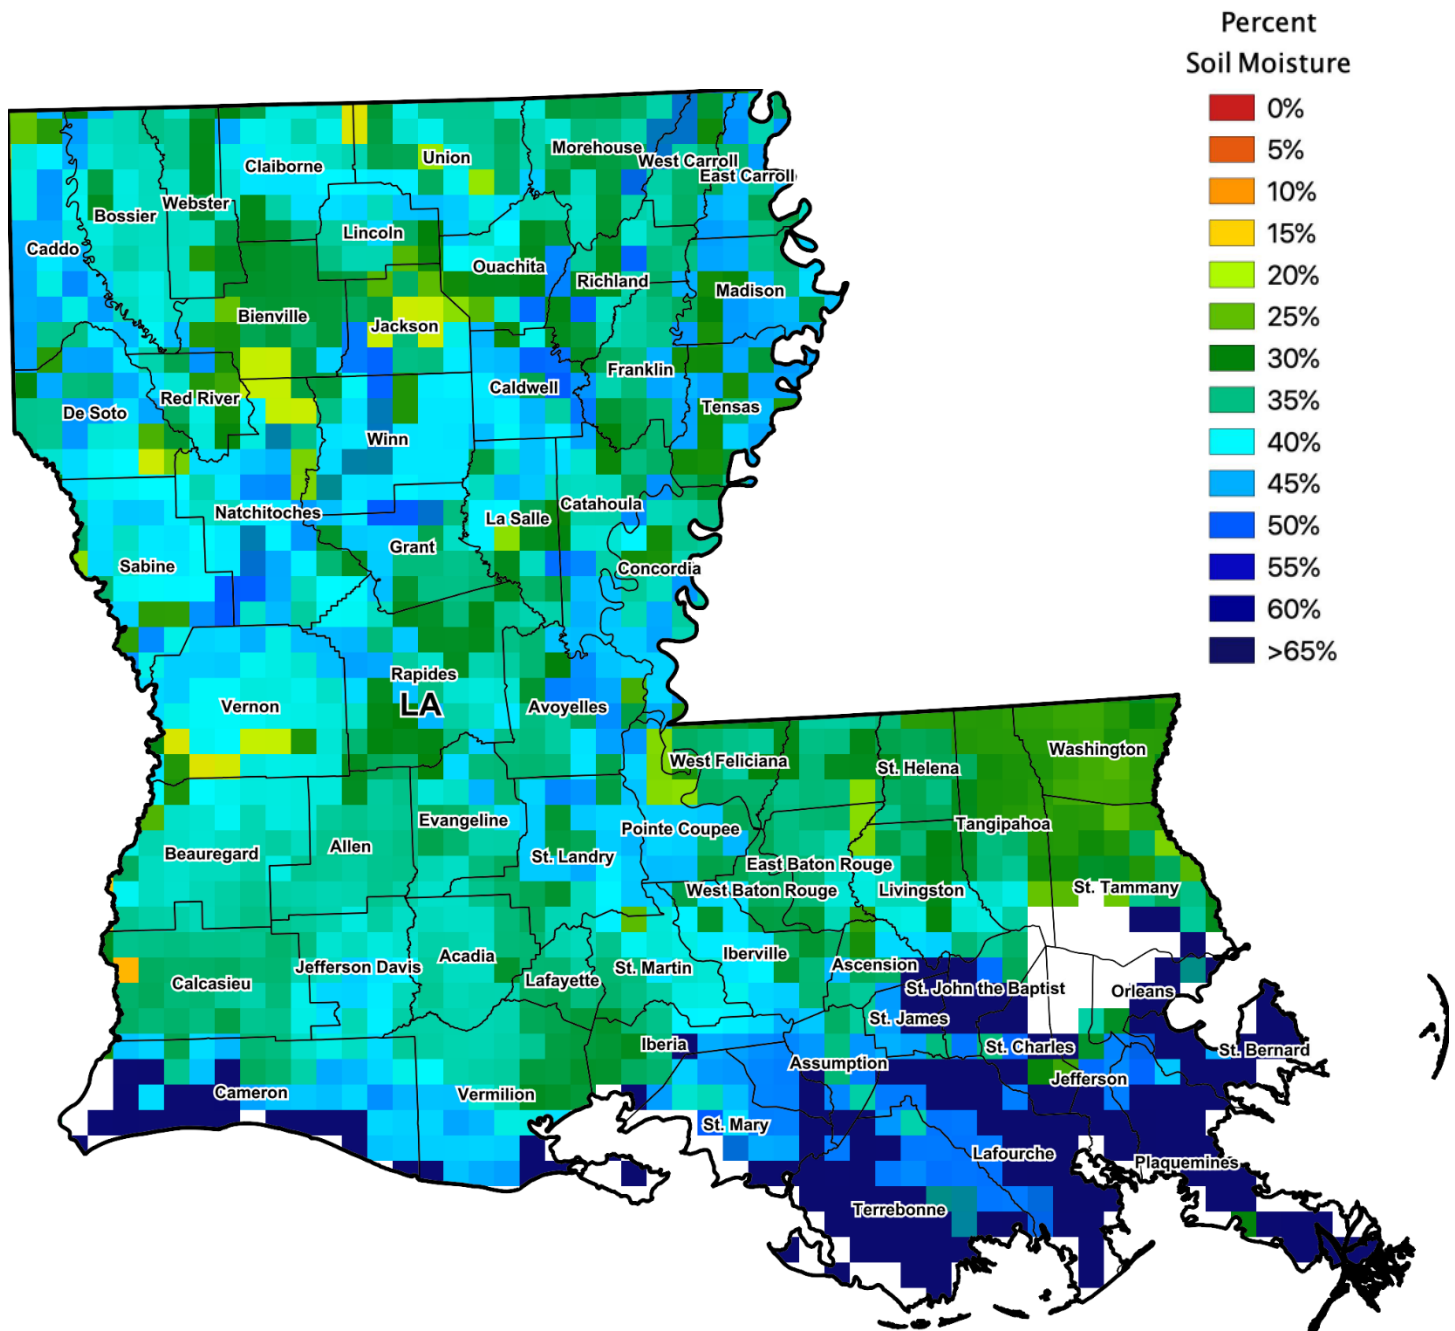 Percent
Soil Moisture
0%
5%
10%
15%
20%
25%
30%
35%
40%
45%
50%
55%
60%
>65%
Morehouse
Union
West Carroll
Claiborne
East Carroll
Webster
Bossier
Lincoln
Caddo
Ouachita
Richland
Madison
Bienville
Jackson
Franklin
Caldwell
Red River
Tensas
De Soto
Winn
Catahoula
Natchitoches
La Salle
Grant
Sabine
Concordia
Rapides
LA
Vernon
Avoyelles
Washington
West Feliciana
St. Helena
Evangeline
Tangipahoa
Pointe Coupee
Allen
Beauregard
St. Landry
East Baton Rouge
West Baton Rouge
Livingston
St. Tammany
Iberville
Acadia
Ascension
Jefferson Davis
St. Martin
Lafayette
Calcasieu
St. John the Baptist
Orleans
St. James
Iberia
St. Charles
St. Bernard
Assumption
Jefferson
Cameron
Vermilion
St. Mary
Lafourche
Plaquemines
Terrebonne